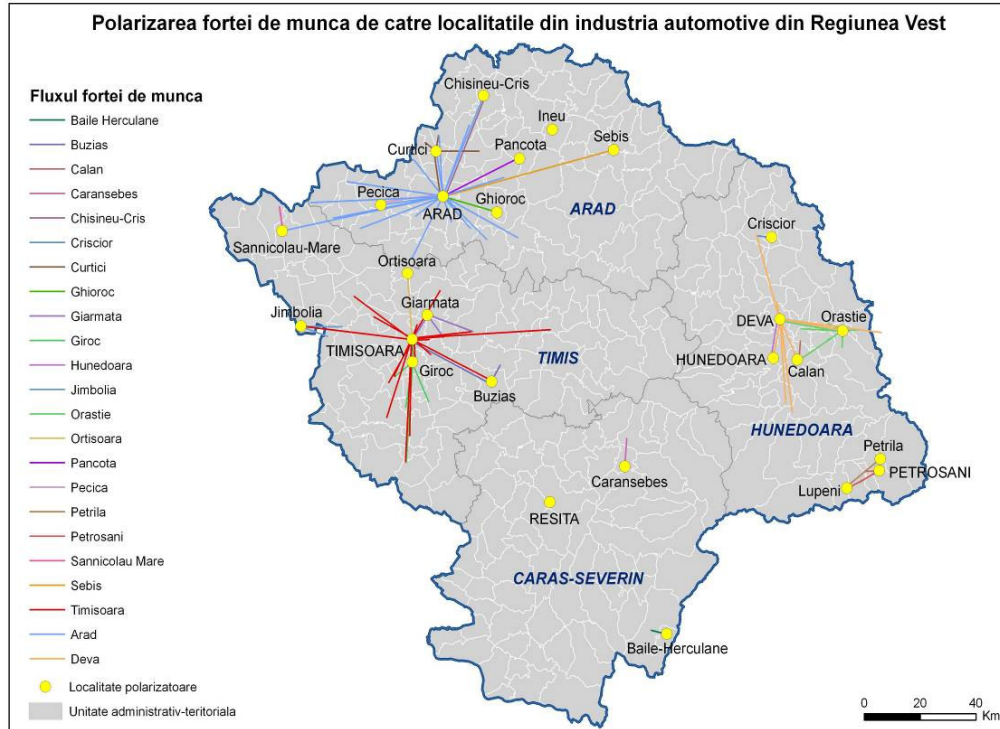 Polarizarea fortei de munca de catre localitatile din industria automotive din Regiunea Vest
Fluxul fortei de munca
Baile Herculane
Buzias
Calan
Caransebes
Chisineu-Cris
Criscior
Curtici
Ghioroc
Giarmata
Giroc
Hunedoara
Jimbolia
Orastie
Ortisoara
Pancota
Pecica
Petrila
Petrosani
Sannicolau Mare
Sebis
Timisoara
Arad
Deva
Localitate polarizatoare
Unitate administrativ-teritoriala
Chisineu-Cris
Ineu
Sebis
Curtici
Pancota
Pecica
ARAD
Ghioroc
ARAD
Sannicolau-Mare
Criscior
Ortisoara
Giarmata
Jimbolia
DEVA
Orastie
TIMISOARA
TIMIS
HUNEDOARA
Calan
Giroc
Buzias
HUNEDOARA
Petrila
PETROSANI
Caransebes
Lupeni
RESITA
CARAS-SEVERIN
Baile-Herculane
0 20 40
Km